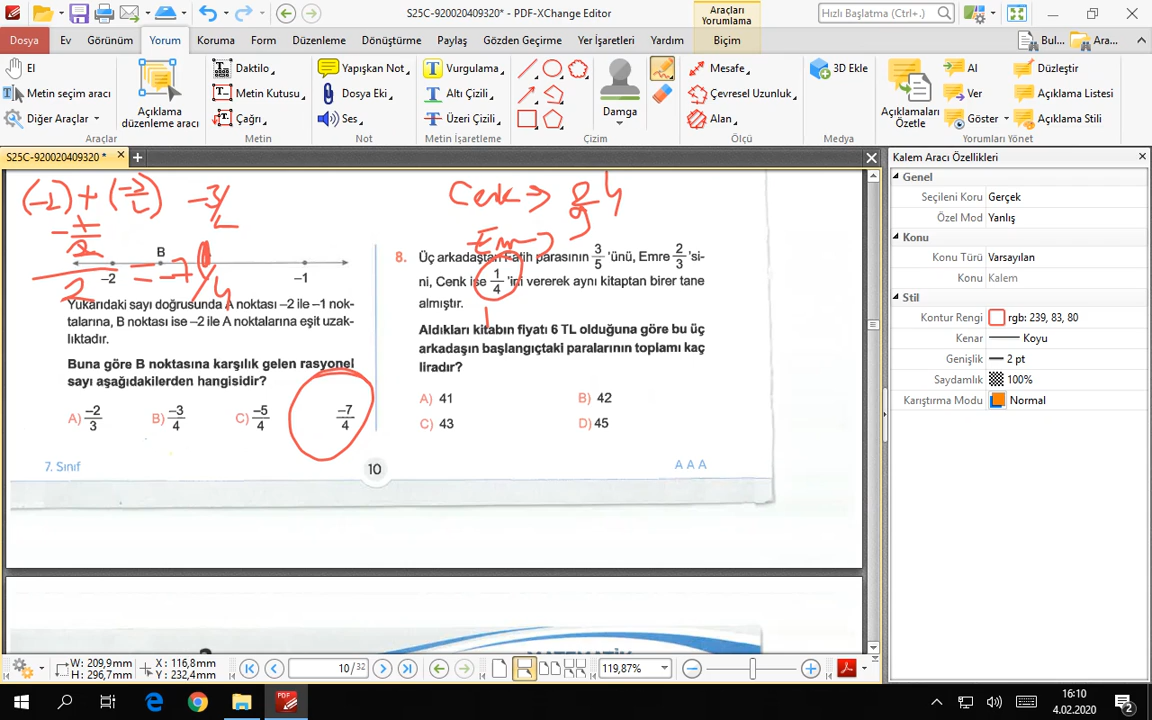 S25C-920020409320* - PDF-XChange Editor
Araçları Yorumlama
Hızlı Başlatma (Ctrl+.)
Dosya Ev Görünüm Yorum Koruma Form Düzenleme Dönüştürme Paylaş Gözden Geçirme Yer İşaretleri Yardım Biçim Bul... Ara...
El Daktilo Yapışkan Not Vurgulama Mesafe 3D Ekle Al Düzleştir
Metin seçim aracı Metin Kutusu Dosya Eki Altı Çizili Çevresel Uzunluk Ver Açıklama Listesi
Diğer Araçlar Açıklama düzenleme aracı Çağrı Ses Üzeri Çizili Damga Alan Açıklamaları Özetle Göster Açıklama Stili
Araçlar Metin Not Metin İşaretleme Çizim Ölçü Medya Yorumları Yönet
S25C-920020409320 *
Kalem Aracı Özellikleri
Genel
Seçileni Koru Gerçek
Özel Mod Yanlış
Konu
Konu Türü Varsayılan
Konu Kalem
Stil
Kontur Rengi rgb: 239, 83, 80
Kenar Koyu
Genişlik 2 pt
Saydamlık 100%
Karıştırma Modu Normal
B
-2 -1
Yukarıdaki sayı doğrusunda A noktası –2 ile –1 nok-
talarına, B noktası ise –2 ile A noktalarına eşit uzak-
lıktadır.
Buna göre B noktasına karşılık gelen rasyonel
sayı aşağıdakilerden hangisidir?
A) -2/3 B) -3/4 C) -5/4 -7/4
Cenk
8. Üç arkadaştan Fatih parasının 3/5 'ünü, Emre 2/3 'si-
ni, Cenk ise 1/4 'ini vererek aynı kitaptan birer tane
almıştır.
Aldıkları kitabın fiyatı 6 TL olduğuna göre bu üç
arkadaşın başlangıçtaki paralarının toplamı kaç
liradır?
A) 41 B) 42
C) 43 D) 45
7. Sınıf 10 A A A
W: 209,9mm
H: 296,7mm
X : 116,8mm
Y : 232,4mm
10 /32
119,87%
16:10
4.02.2020
2